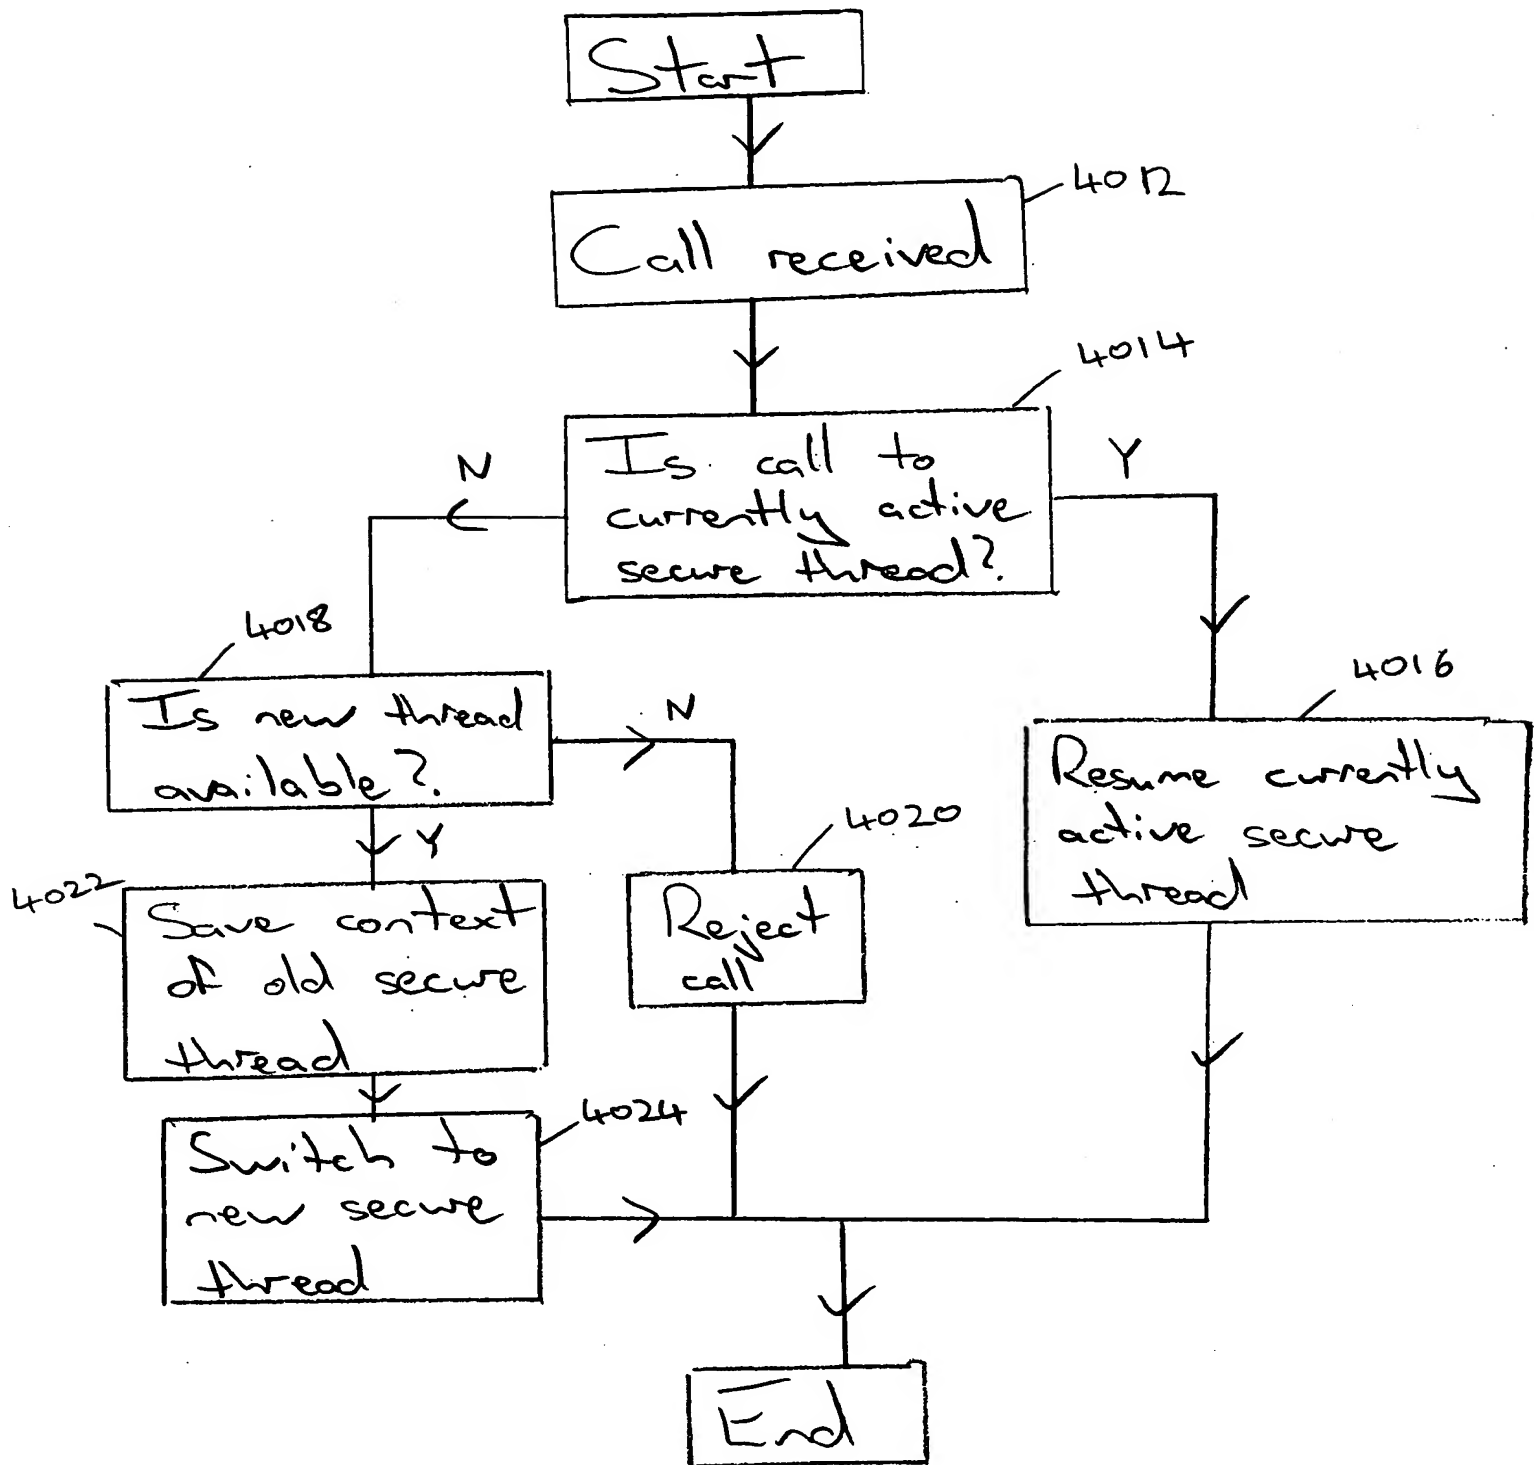 Start
4012
Call received
4014
N
Is call to
Y
currently active
secure thread?
4018
4016
Is new thread
N
available?
Resume currently
4020
active secure
Y
thread
4022
Save context
Reject
of old secure
call
thread
4024
Switch to
new secure
thread
End